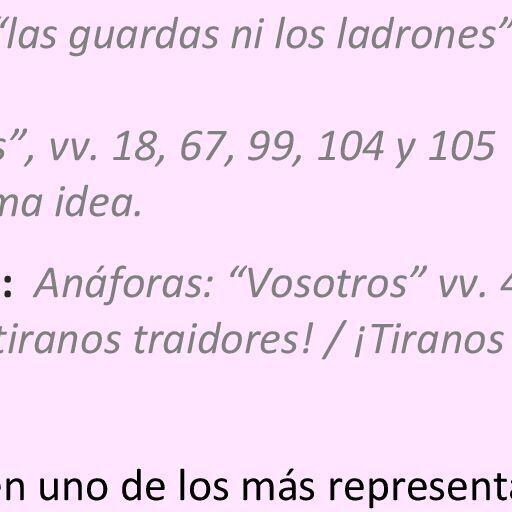 “las guardas ni los ladrones”
s”, vv. 18, 67, 99, 104 y 105
ma idea.
: Anáforas: “Vosotros” vv. 4
tiranos traidores! / ¡Tiranos
en uno de los más representa